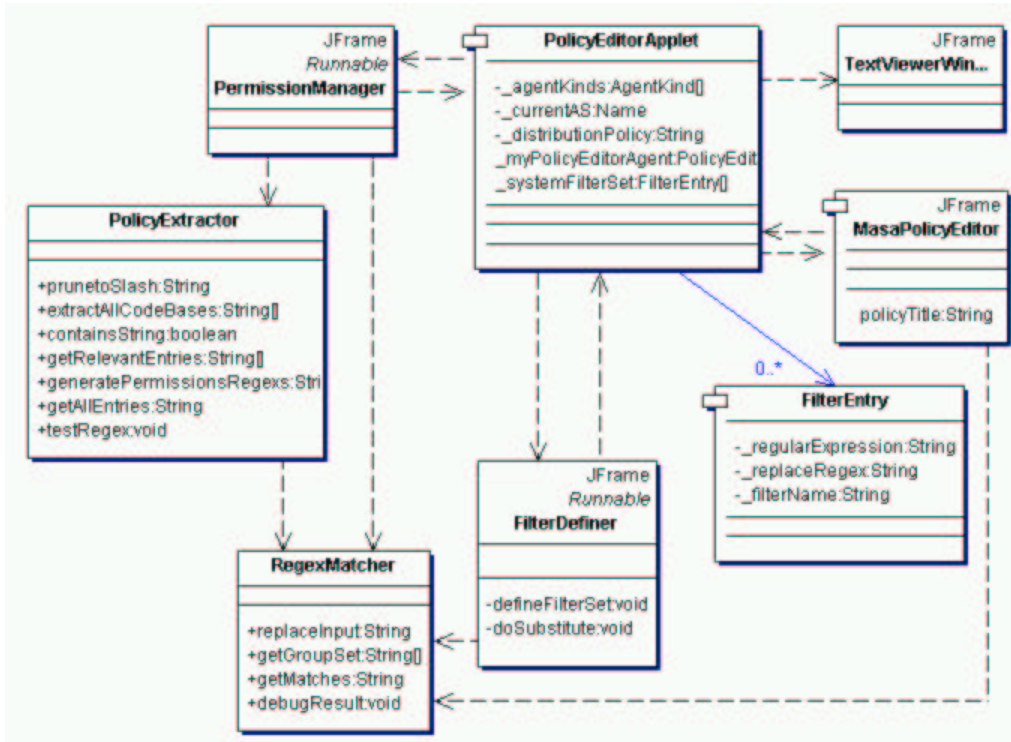 JFrame
Runnable
PermissionManager
PolicyEditorApplet
-_agentKinds:AgentKind[]
-_currentAS:Name
-_distributionPolicy:String
_myPolicyEditorAgent:PolicyEdit
_systemFilterSet:FilterEntry[]
JFrame
TextViewerWin...
PolicyExtractor
+prunetoSlash:String
+extractAllCodeBases:String[]
+containsString:boolean
+getRelevantEntries:String[]
+generatePermissionsRegexs:Stri
+getAllEntries:String
+testRegex:void
JFrame
MasaPolicyEditor
policyTitle:String
0..*
FilterEntry
-_regularExpression:String
-_replaceRegex:String
-_filterName:String
JFrame
Runnable
FilterDefiner
-defineFilterSet:void
-doSubstitute:void
RegexMatcher
+replaceInput:String
+getGroupSet:String[]
+getMatches:String
+debugResult:void